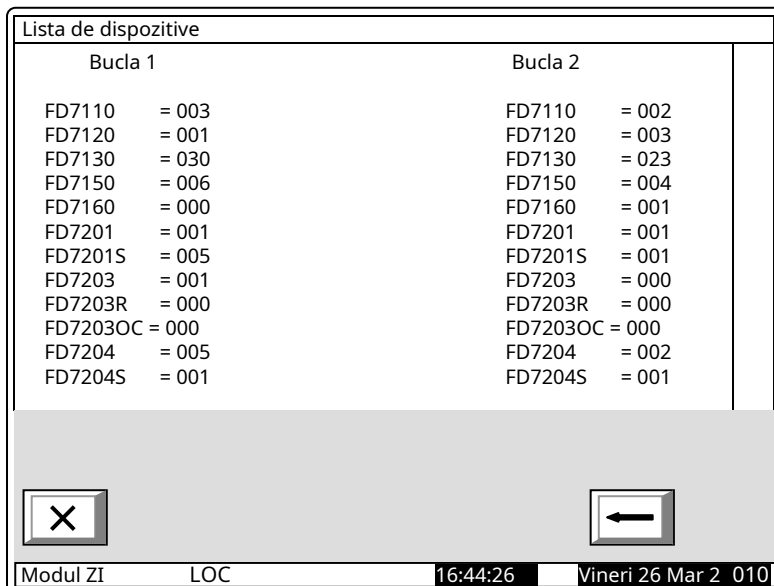 Lista de dispozitive
Bucla 1 Bucla 2
FD7110 = 003 FD7110 = 002
FD7120 = 001 FD7120 = 003
FD7130 = 030 FD7130 = 023
FD7150 = 006 FD7150 = 004
FD7160 = 000 FD7160 = 001
FD7201 = 001 FD7201 = 001
FD7201S = 005 FD7201S = 001
FD7203 = 001 FD7203 = 000
FD7203R = 000 FD7203R = 000
FD7203OC = 000 FD7203OC = 000
FD7204 = 005 FD7204 = 002
FD7204S = 001 FD7204S = 001
Modul ZI LOC 16:44:26 Vineri 26 Mar 2 010